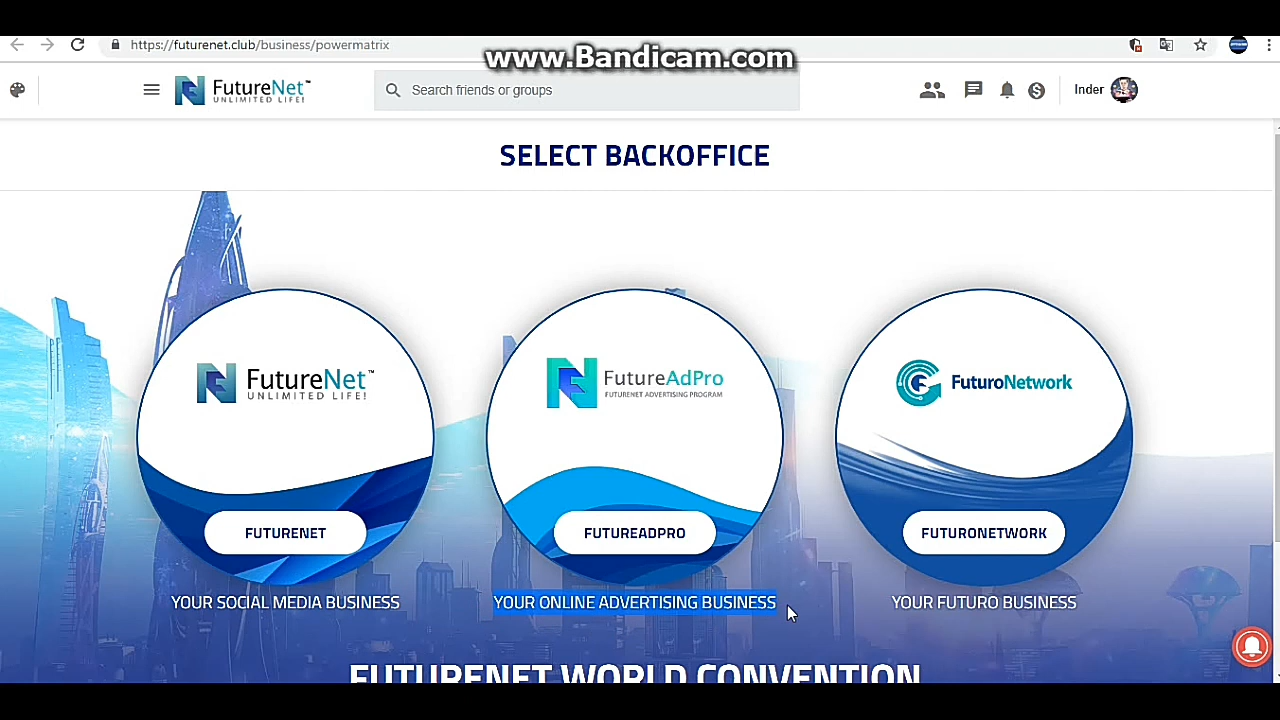 https://futurenet.club/business/powermatrix
www.Bandicam.com
FutureNet™
UNLIMITED LIFE!
Search friends or groups
Inder
SELECT BACKOFFICE
FutureNet™
UNLIMITED LIFE!
FUTURENET
YOUR SOCIAL MEDIA BUSINESS
FutureAdPro
FUTURENET ADVERTISING PROGRAM
FUTUREADPRO
YOUR ONLINE ADVERTISING BUSINESS
FuturoNetwork
FUTURONETWORK
YOUR FUTURO BUSINESS
FUTURENET WORLD CONVENTION